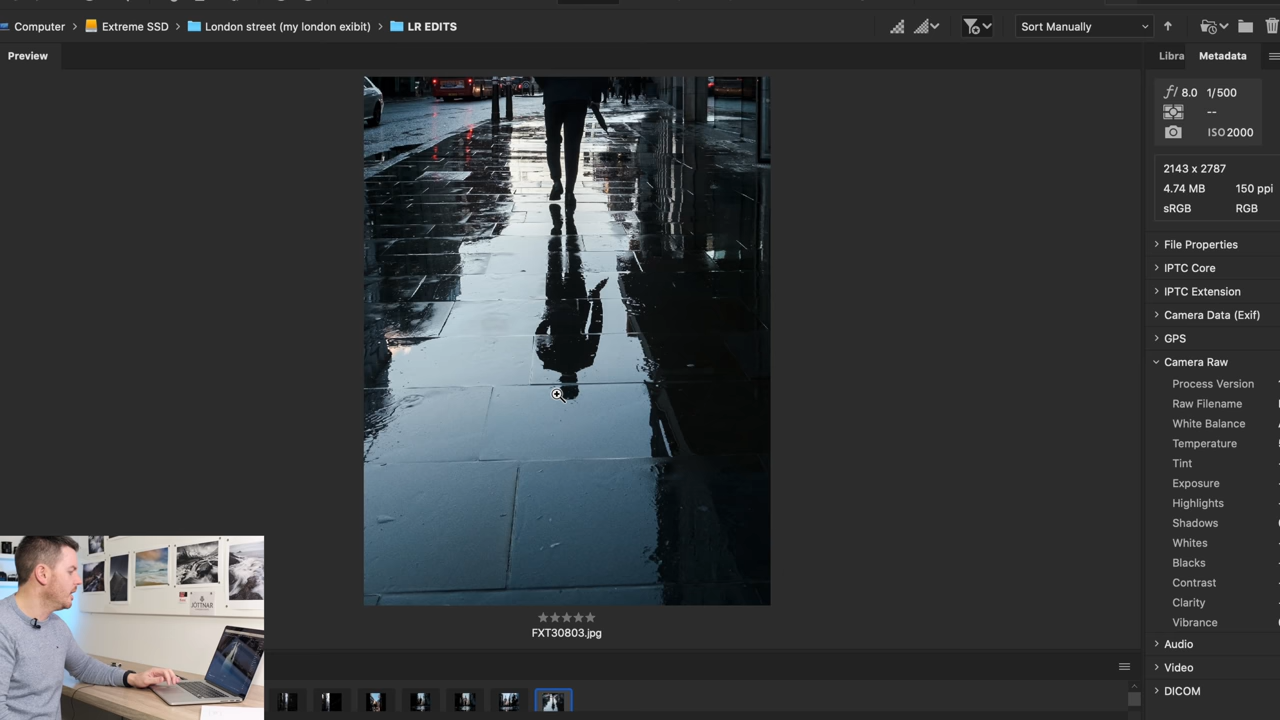 Computer > Extreme SSD > London street (my london exibit) > LR EDITS
Sort Manually
Preview
Libra Metadata
f/ 8.0 1/500
--
ISO2000
2143 x 2787
4.74 MB 150 ppi
sRGB RGB
File Properties
IPTC Core
IPTC Extension
Camera Data (Exif)
GPS
Camera Raw
Process Version
Raw Filename
White Balance
Temperature
Tint
Exposure
Highlights
Shadows
Whites
Blacks
Contrast
Clarity
Vibrance
Audio
Video
DICOM
FXT30803.jpg
JÖTTNAR